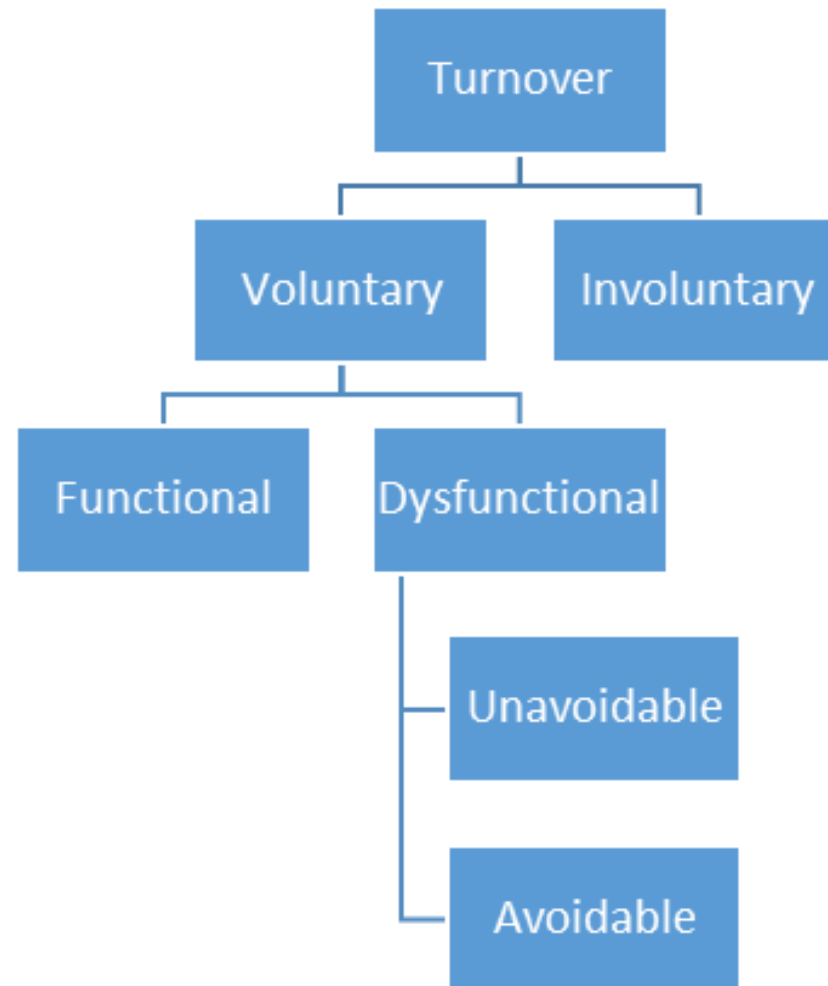 Turnover
Voluntary
Involuntary
Functional
Dysfunctional
Unavoidable
Avoidable